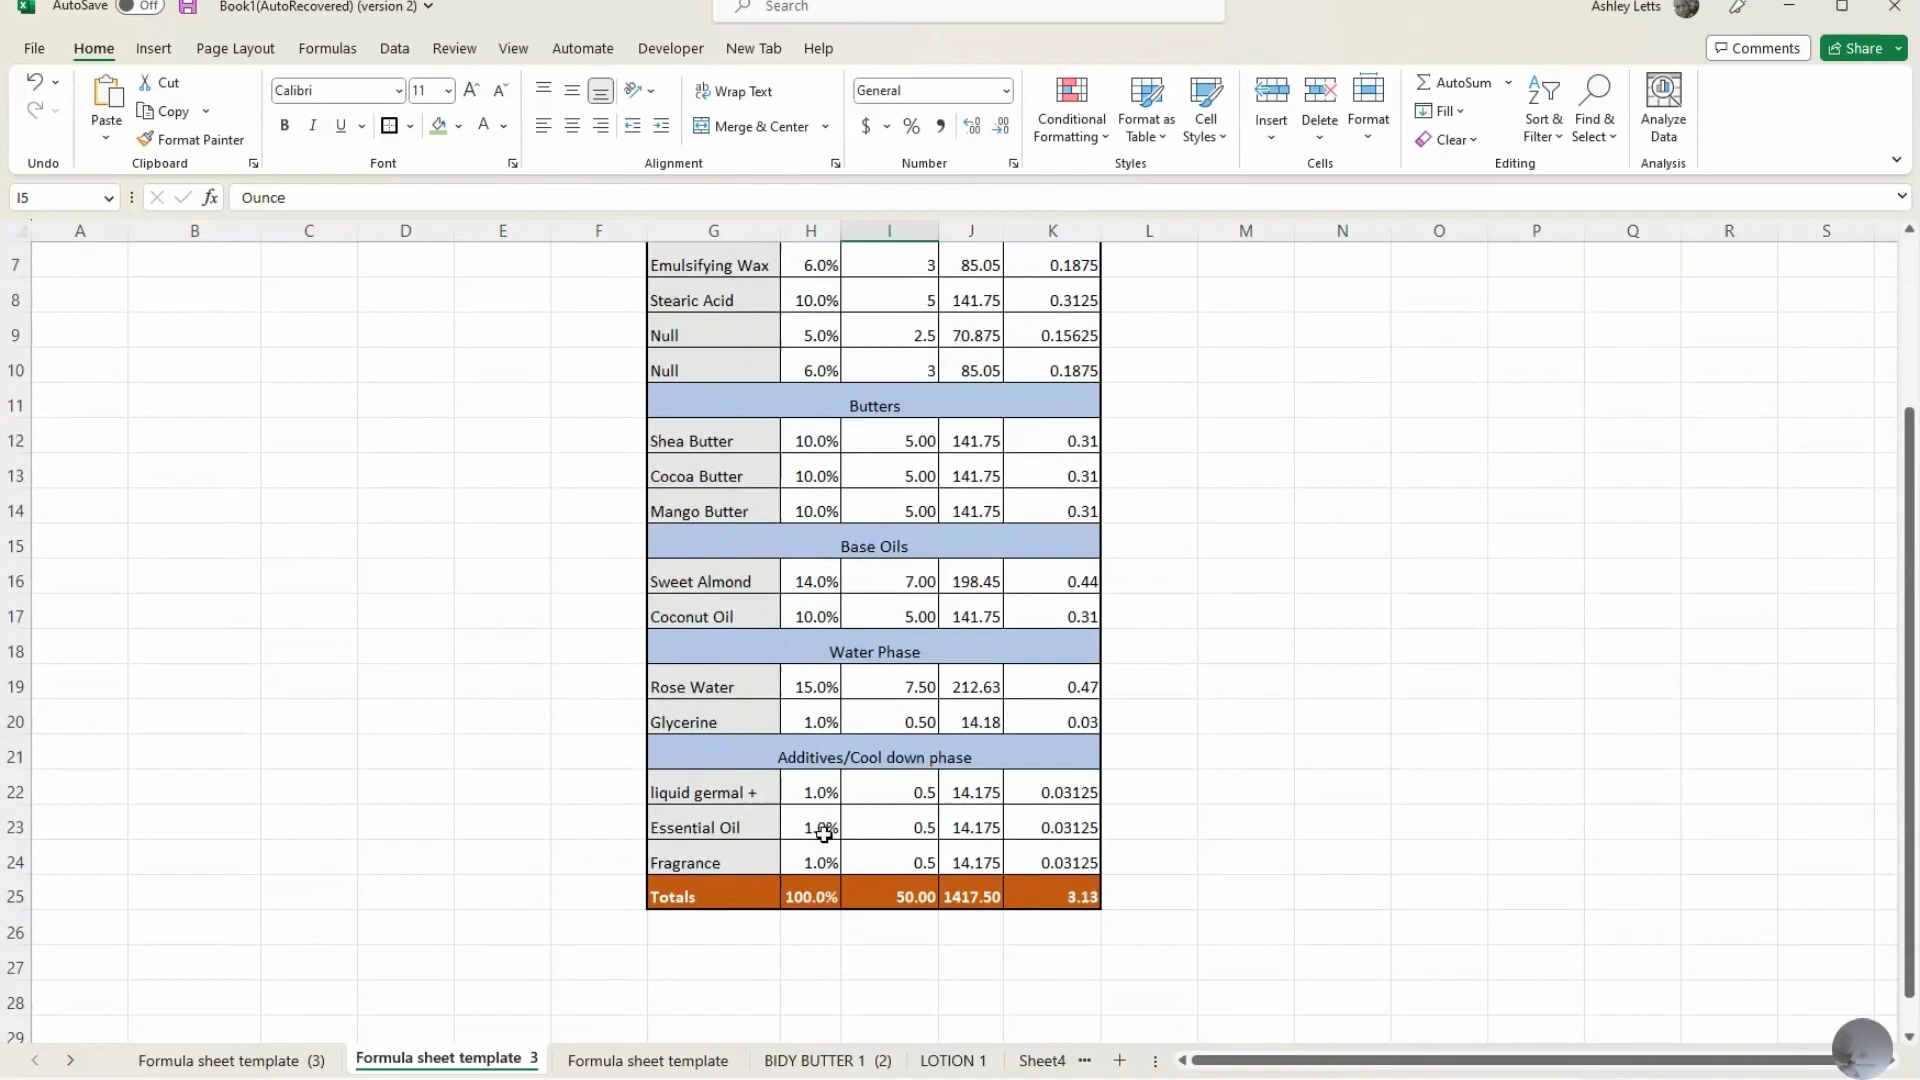 AutoSave Off Book1(AutoRecovered) (version 2) Search Ashley Letts
File Home Insert Page Layout Formulas Data Review View Automate Developer New Tab Help Comments Share
Paste Cut Copy Format Painter
Calibri 11
B I U A
Wrap Text
Merge & Center
General
$ %
Conditional Formatting Format as Table Cell Styles Insert Delete Format
AutoSum Fill Clear Sort & Filter Find & Select Analyze Data
Undo Clipboard Font Alignment Number Styles Cells Editing Analysis
I5 fx Ounce
A B C D E F G H I J K L M N O P Q R S
7 Emulsifying Wax 6.0% 3 85.05 0.1875
8 Stearic Acid 10.0% 5 141.75 0.3125
9 Null 5.0% 2.5 70.875 0.15625
10 Null 6.0% 3 85.05 0.1875
11 Butters
12 Shea Butter 10.0% 5.00 141.75 0.31
13 Cocoa Butter 10.0% 5.00 141.75 0.31
14 Mango Butter 10.0% 5.00 141.75 0.31
15 Base Oils
16 Sweet Almond 14.0% 7.00 198.45 0.44
17 Coconut Oil 10.0% 5.00 141.75 0.31
18 Water Phase
19 Rose Water 15.0% 7.50 212.63 0.47
20 Glycerine 1.0% 0.50 14.18 0.03
21 Additives/Cool down phase
22 liquid germal + 1.0% 0.5 14.175 0.03125
23 Essential Oil 1.0% 0.5 14.175 0.03125
24 Fragrance 1.0% 0.5 14.175 0.03125
25 Totals 100.0% 50.00 1417.50 3.13
26
27
28
29
Formula sheet template (3) Formula sheet template 3 Formula sheet template BIDY BUTTER 1 (2) LOTION 1 Sheet4